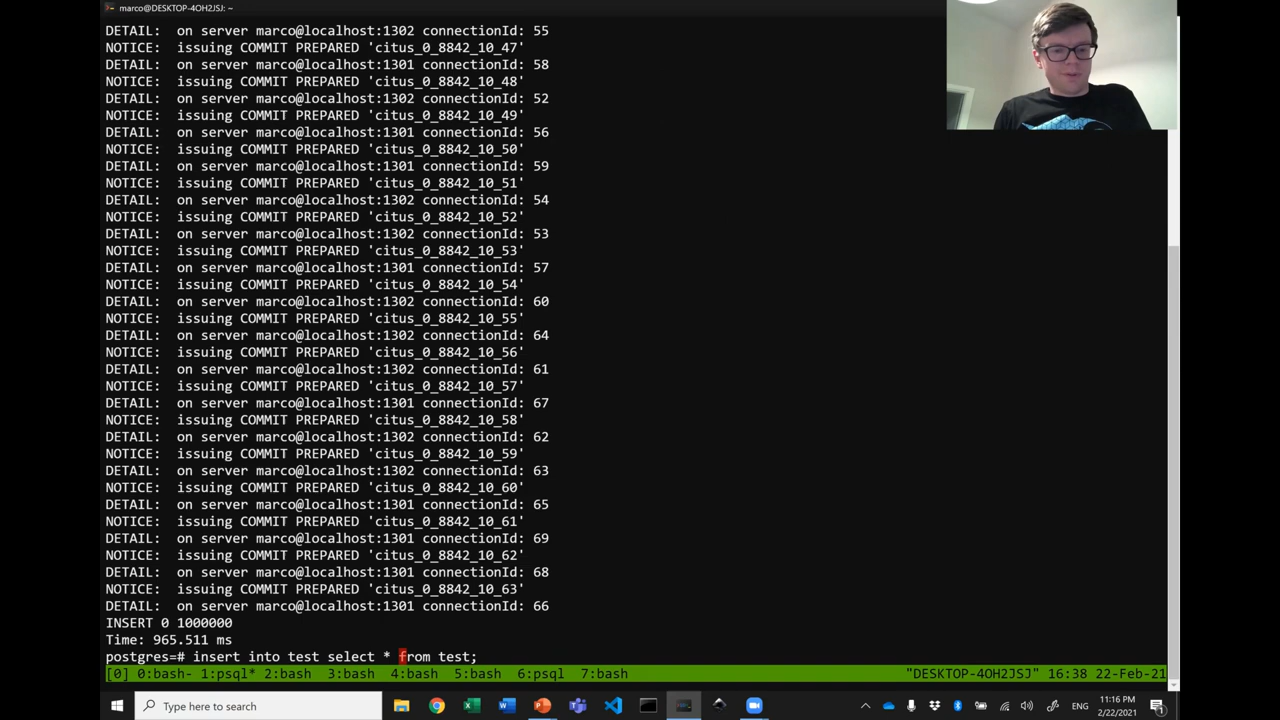 marco@DESKTOP-4OH2JSJ: ~
DETAIL:  on server marco@localhost:1302 connectionId: 55
NOTICE:  issuing COMMIT PREPARED 'citus_0_8842_10_47'
DETAIL:  on server marco@localhost:1301 connectionId: 58
NOTICE:  issuing COMMIT PREPARED 'citus_0_8842_10_48'
DETAIL:  on server marco@localhost:1302 connectionId: 52
NOTICE:  issuing COMMIT PREPARED 'citus_0_8842_10_49'
DETAIL:  on server marco@localhost:1301 connectionId: 56
NOTICE:  issuing COMMIT PREPARED 'citus_0_8842_10_50'
DETAIL:  on server marco@localhost:1301 connectionId: 59
NOTICE:  issuing COMMIT PREPARED 'citus_0_8842_10_51'
DETAIL:  on server marco@localhost:1302 connectionId: 54
NOTICE:  issuing COMMIT PREPARED 'citus_0_8842_10_52'
DETAIL:  on server marco@localhost:1302 connectionId: 53
NOTICE:  issuing COMMIT PREPARED 'citus_0_8842_10_53'
DETAIL:  on server marco@localhost:1301 connectionId: 57
NOTICE:  issuing COMMIT PREPARED 'citus_0_8842_10_54'
DETAIL:  on server marco@localhost:1302 connectionId: 60
NOTICE:  issuing COMMIT PREPARED 'citus_0_8842_10_55'
DETAIL:  on server marco@localhost:1302 connectionId: 64
NOTICE:  issuing COMMIT PREPARED 'citus_0_8842_10_56'
DETAIL:  on server marco@localhost:1302 connectionId: 61
NOTICE:  issuing COMMIT PREPARED 'citus_0_8842_10_57'
DETAIL:  on server marco@localhost:1301 connectionId: 67
NOTICE:  issuing COMMIT PREPARED 'citus_0_8842_10_58'
DETAIL:  on server marco@localhost:1302 connectionId: 62
NOTICE:  issuing COMMIT PREPARED 'citus_0_8842_10_59'
DETAIL:  on server marco@localhost:1302 connectionId: 63
NOTICE:  issuing COMMIT PREPARED 'citus_0_8842_10_60'
DETAIL:  on server marco@localhost:1301 connectionId: 65
NOTICE:  issuing COMMIT PREPARED 'citus_0_8842_10_61'
DETAIL:  on server marco@localhost:1301 connectionId: 69
NOTICE:  issuing COMMIT PREPARED 'citus_0_8842_10_62'
DETAIL:  on server marco@localhost:1301 connectionId: 68
NOTICE:  issuing COMMIT PREPARED 'citus_0_8842_10_63'
DETAIL:  on server marco@localhost:1301 connectionId: 66
INSERT 0 1000000
Time: 965.511 ms
postgres=# insert into test select * from test;
[0] 0:bash- 1:psql* 2:bash  3:bash  4:bash  5:bash  6:psql  7:bash "DESKTOP-4OH2JSJ" 16:38 22-Feb-21
Type here to search
ENG
11:16 PM
2/22/2021
1